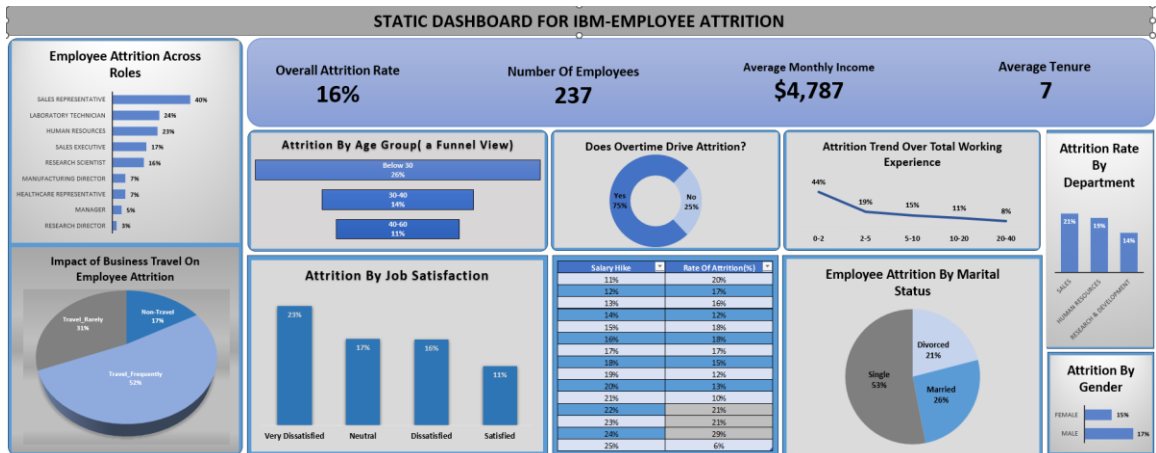 STATIC DASHBOARD FOR IBM-EMPLOYEE ATTRITION
Employee Attrition Across
Roles
SALES REPRESENTATIVE 40%
LABORATORY TECHNICIAN 24%
HUMAN RESOURCES 23%
SALES EXECUTIVE 17%
RESEARCH SCIENTIST 16%
MANUFACTURING DIRECTOR 7%
HEALTHCARE REPRESENTATIVE 7%
MANAGER 5%
RESEARCH DIRECTOR 3%
Overall Attrition Rate
16%
Number Of Employees
237
Average Monthly Income
$4,787
Average Tenure
7
Attrition By Age Group( a Funnel View)
Below 30
26%
30-40
14%
40-60
11%
Does Overtime Drive Attrition?
Yes
75%
No
25%
Attrition Trend Over Total Working
Experience
44%
19%
15%
11%
8%
0-2 2-5 5-10 10-20 20-40
Attrition Rate
By
Department
21%
19%
14%
SALES
HUMAN RESOURCES
RESEARCH & DEVELOPMENT
Impact of Business Travel On
Employee Attrition
Non-Travel
17%
Travel_Rarely
31%
Travel_Frequently
52%
Attrition By Job Satisfaction
23%
17%
16%
11%
Very Dissatisfied Neutral Dissatisfied Satisfied
Salary Hike Rate Of Attrition(%)
11% 20%
12% 17%
13% 16%
14% 12%
15% 18%
16% 18%
17% 17%
18% 15%
19% 12%
20% 13%
21% 10%
22% 21%
23% 21%
24% 29%
25% 6%
Employee Attrition By Marital
Status
Divorced
21%
Single
53%
Married
26%
Attrition By
Gender
FEMALE 15%
MALE 17%